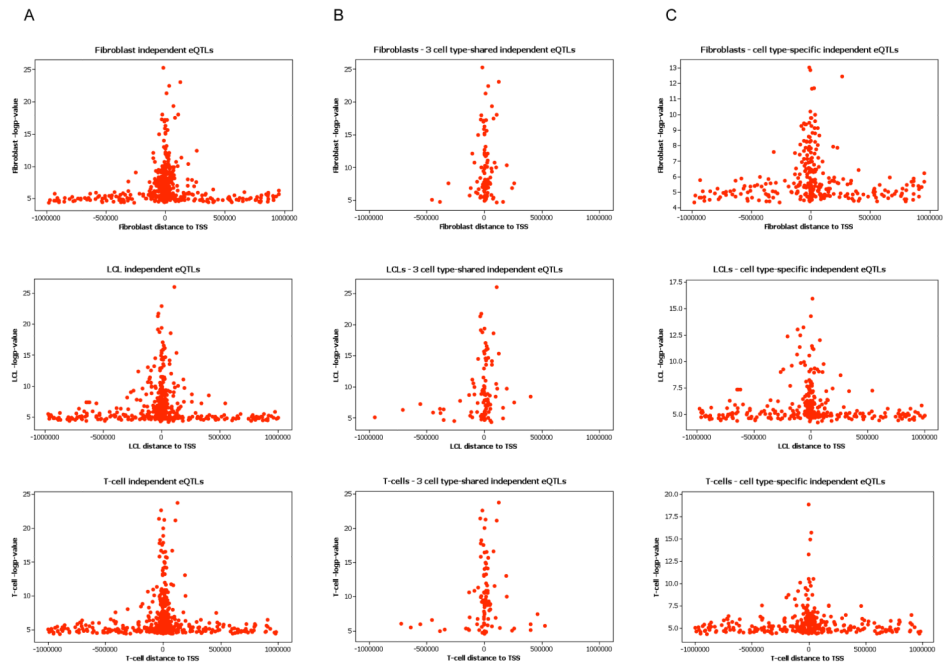 A
B
C
Fibroblast independent eQTLs
Fibroblasts - 3 cell type-shared independent eQTLs
Fibroblasts - cell type-specific independent eQTLs
Fibroblast -logp-value
25
20
15
10
5
-1000000 -500000 0 500000 1000000
Fibroblast distance to TSS
Fibroblast -logp-value
25
20
15
10
5
-1000000 -500000 0 500000 1000000
Fibroblast distance to TSS
Fibroblast -logp-value
13
12
11
10
9
8
7
6
5
4
-1000000 -500000 0 500000 1000000
Fibroblast distance to TSS
LCL independent eQTLs
LCLs - 3 cell type-shared independent eQTLs
LCLs - cell type-specific independent eQTLs
LCL -logp-value
25
20
15
10
5
-1000000 -500000 0 500000 1000000
LCL distance to TSS
LCL -logp-value
25
20
15
10
5
-1000000 -500000 0 500000 1000000
LCL distance to TSS
LCL -logp-value
17.5
15.0
12.5
10.0
7.5
5.0
-1000000 -500000 0 500000 1000000
LCL distance to TSS
T-cell independent eQTLs
T-cells - 3 cell type-shared independent eQTLs
T-cells - cell type-specific independent eQTLs
T-cell -logp-value
25
20
15
10
5
-1000000 -500000 0 500000 1000000
T-cell distance to TSS
T-cell -logp-value
25
20
15
10
5
-1000000 -500000 0 500000 1000000
T-cell distance to TSS
T-cell -logp-value
20.0
17.5
15.0
12.5
10.0
7.5
5.0
-1000000 -500000 0 500000 1000000
T-cell distance to TSS